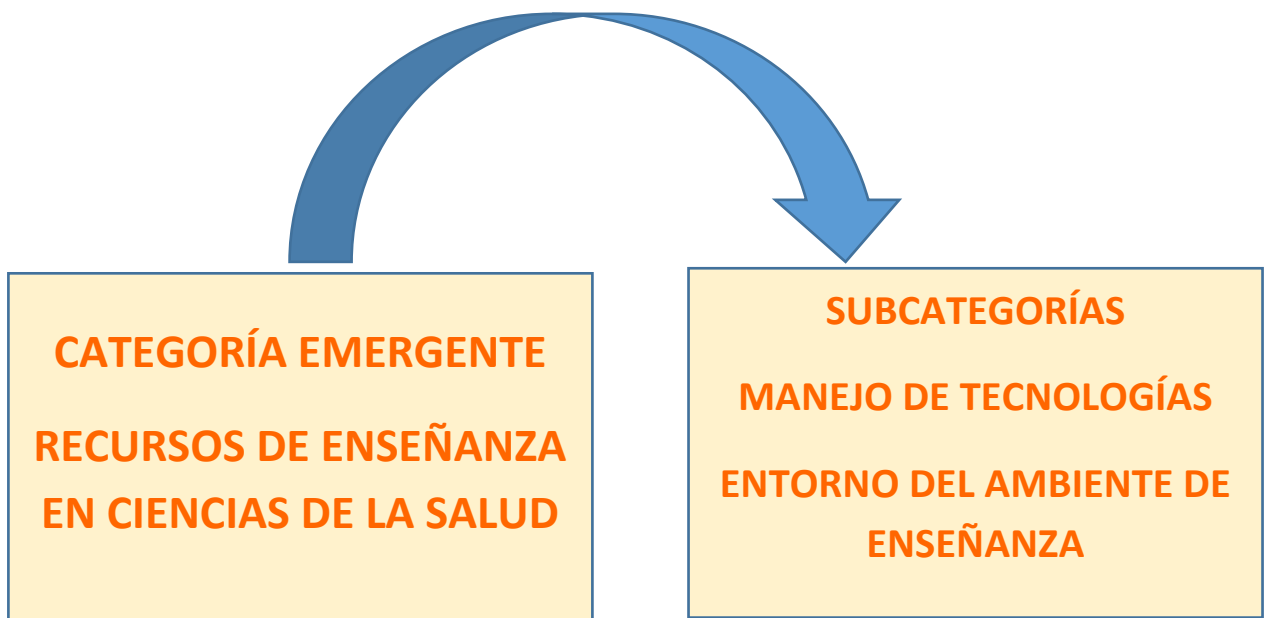 CATEGORÍA EMERGENTE
RECURSOS DE ENSEÑANZA
EN CIENCIAS DE LA SALUD
SUBCATEGORÍAS
MANEJO DE TECNOLOGÍAS
ENTORNO DEL AMBIENTE DE
ENSEÑANZA